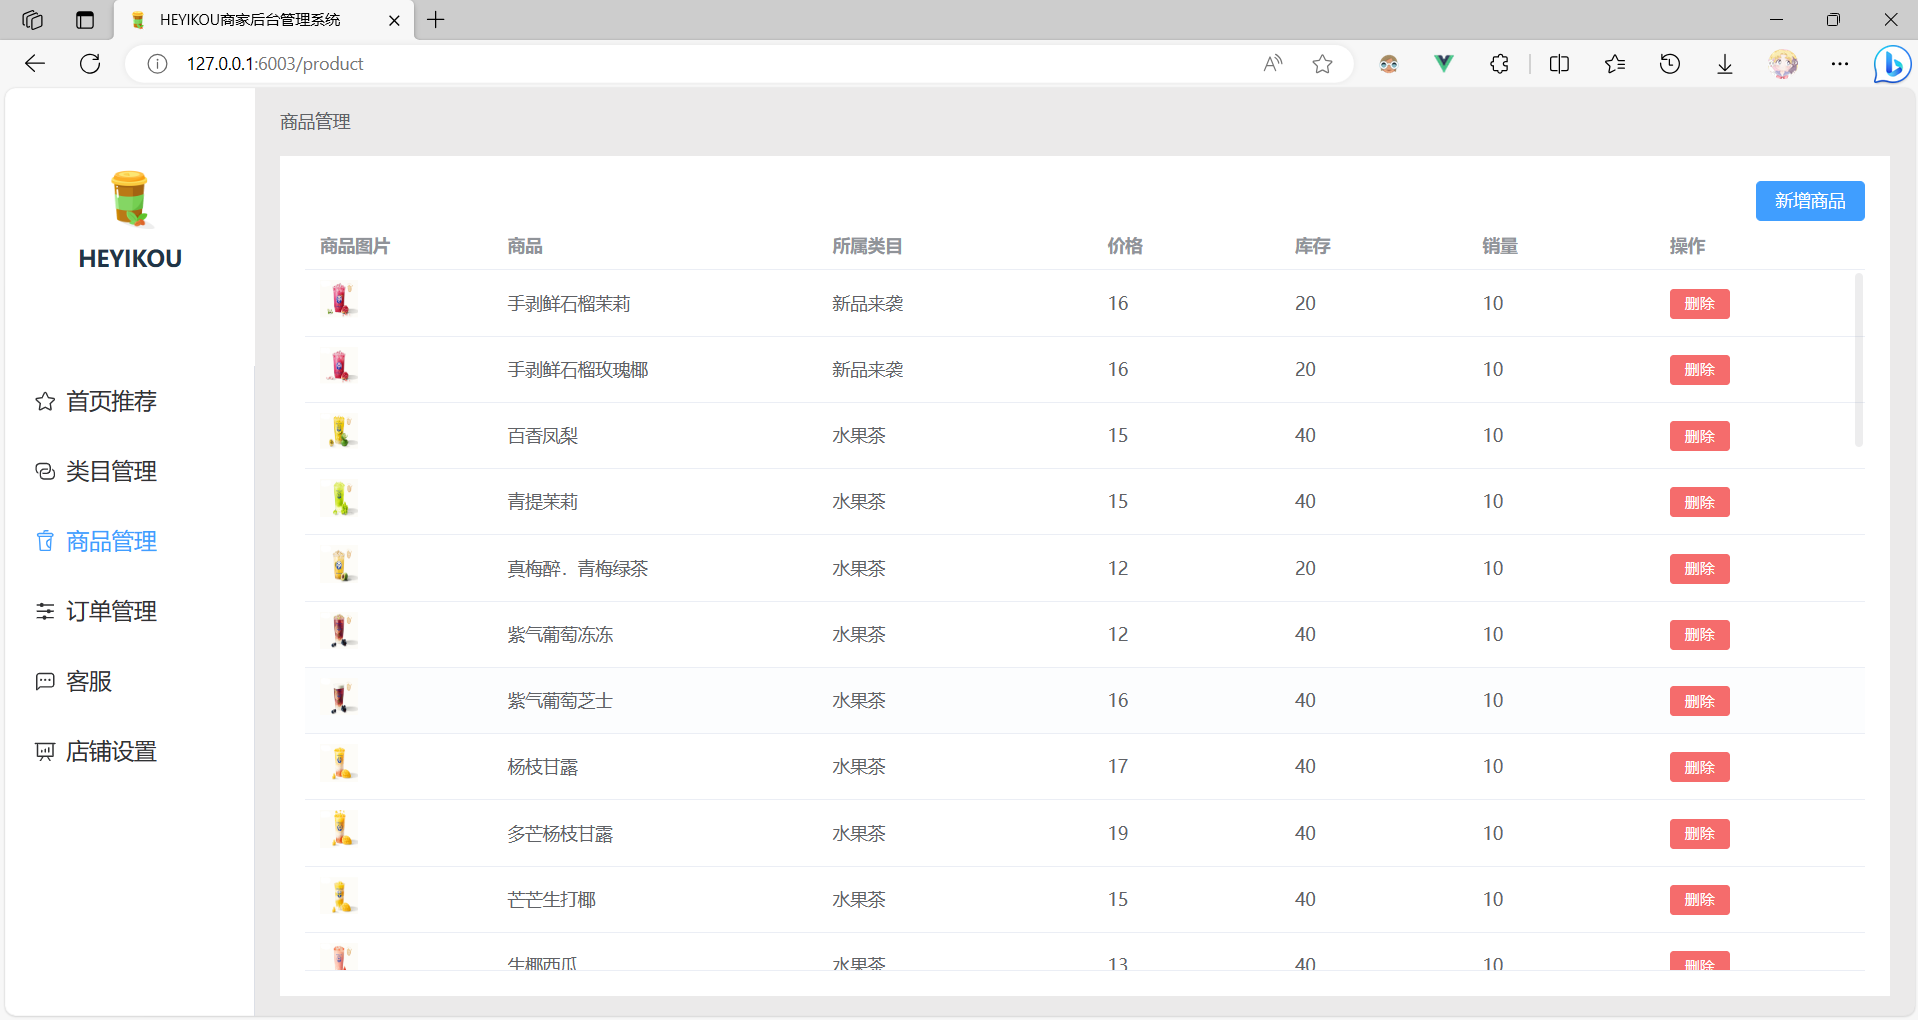 HEYIKOU商家后台管理系统
127.0.0.1:6003/product
商品管理
HEYIKOU
首页推荐
类目管理
商品管理
订单管理
客服
店铺设置
新增商品
商品图片 商品 所属类目 价格 库存 销量 操作
手剥鲜石榴茉莉 新品来袭 16 20 10 删除
手剥鲜石榴玫瑰椰 新品来袭 16 20 10 删除
百香凤梨 水果茶 15 40 10 删除
青提茉莉 水果茶 15 40 10 删除
真梅醉．青梅绿茶 水果茶 12 20 10 删除
紫气葡萄冻冻 水果茶 12 40 10 删除
紫气葡萄芝士 水果茶 16 40 10 删除
杨枝甘露 水果茶 17 40 10 删除
多芒杨枝甘露 水果茶 19 40 10 删除
芒芒生打椰 水果茶 15 40 10 删除
生椰西瓜 水果茶 13 40 10 删除